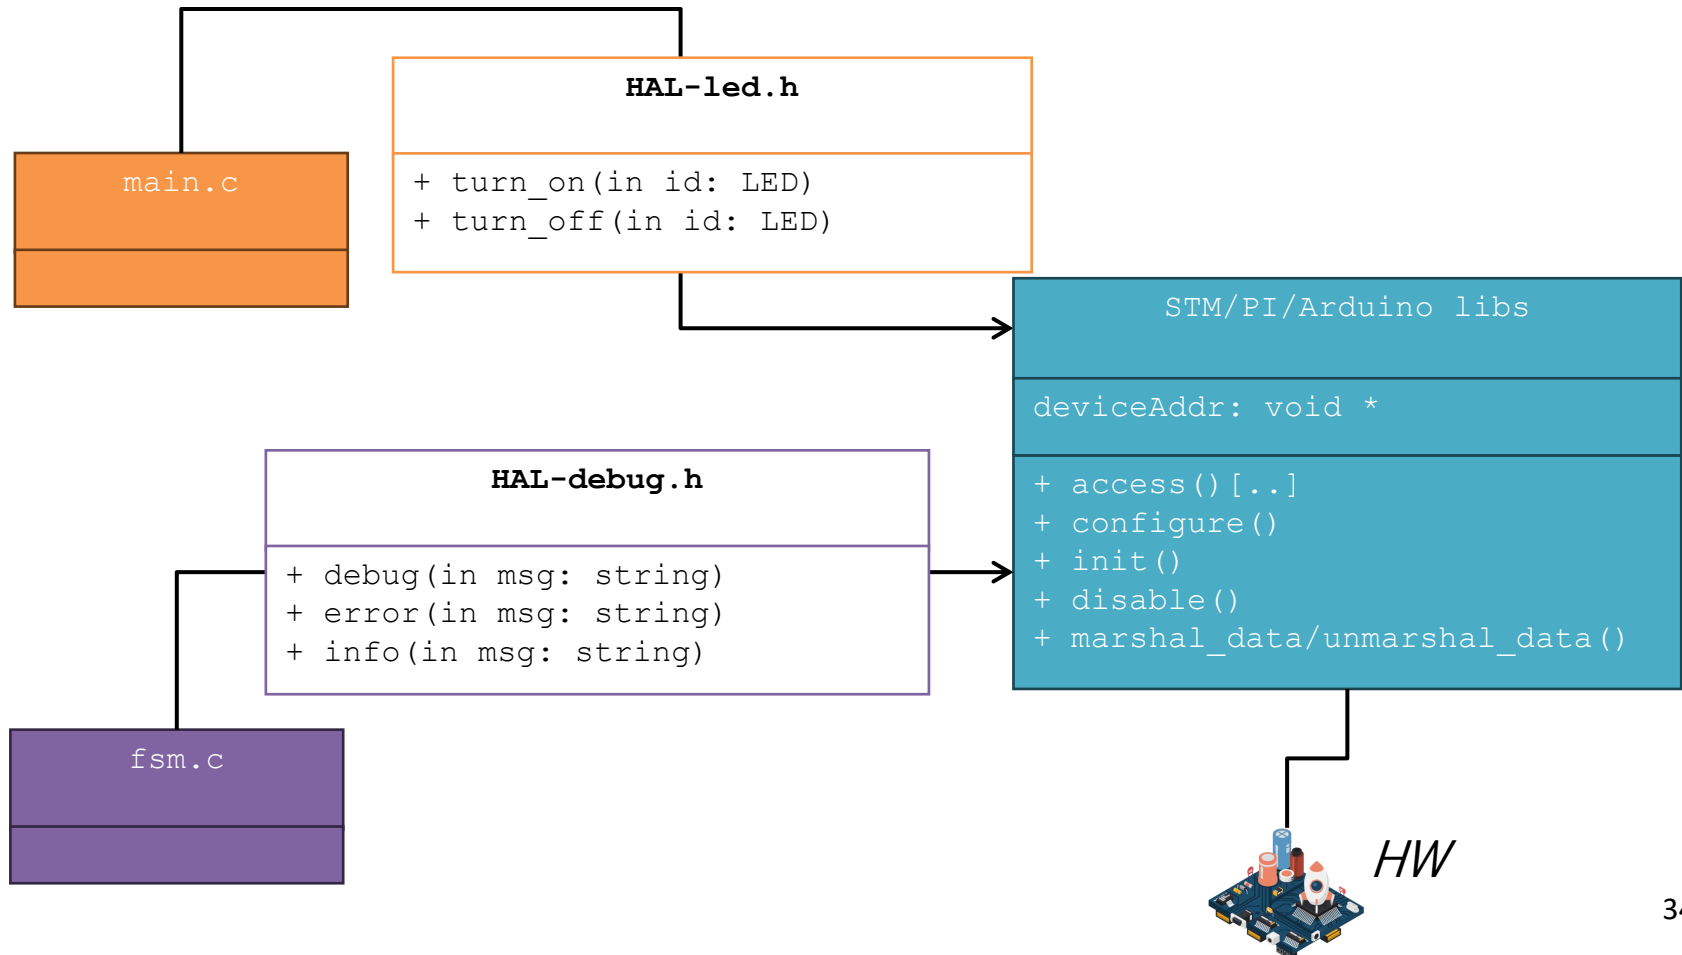 HAL-led.h
+ turn_on(in id: LED)
+ turn_off(in id: LED)
main.c
STM/PI/Arduino libs
deviceAddr: void *
+ access()[..]
+ configure()
+ init()
+ disable()
+ marshal_data/unmarshal_data()
HAL-debug.h
+ debug(in msg: string)
+ error(in msg: string)
+ info(in msg: string)
fsm.c
HW
34